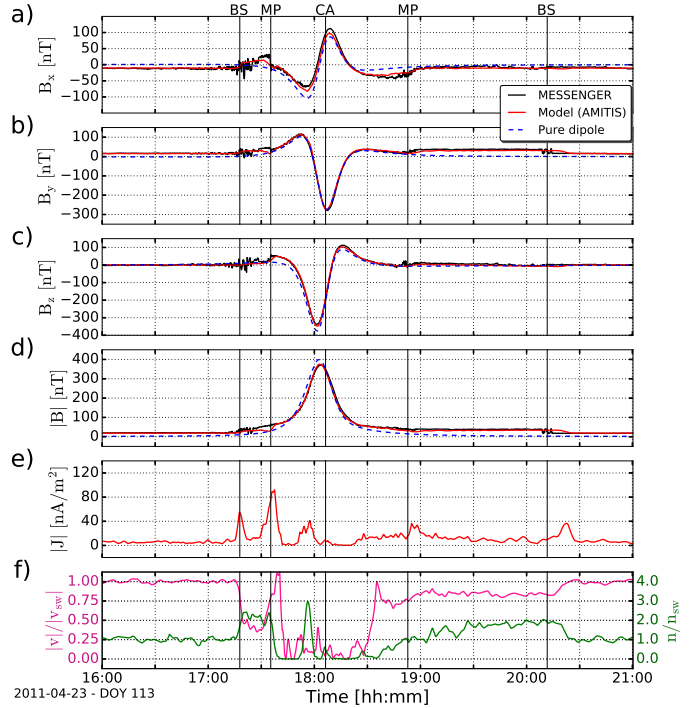 BS MP CA MP BS
a)
100
50
0
−50
−100
Bx [nT]
MESSENGER
Model (AMITIS)
Pure dipole
b)
100
0
−100
−200
−300
By [nT]
c)
100
0
−100
−200
−300
−400
Bz [nT]
d)
400
300
200
100
0
|B| [nT]
e)
120
80
40
0
|J| [nA/m²]
f)
1.00
0.75
0.50
0.25
0.00
|v|/|vsw|
4.0
3.0
2.0
1.0
0.0
n/nsw
16:00 17:00 18:00 19:00 20:00 21:00
2011-04-23 - DOY 113
Time [hh:mm]